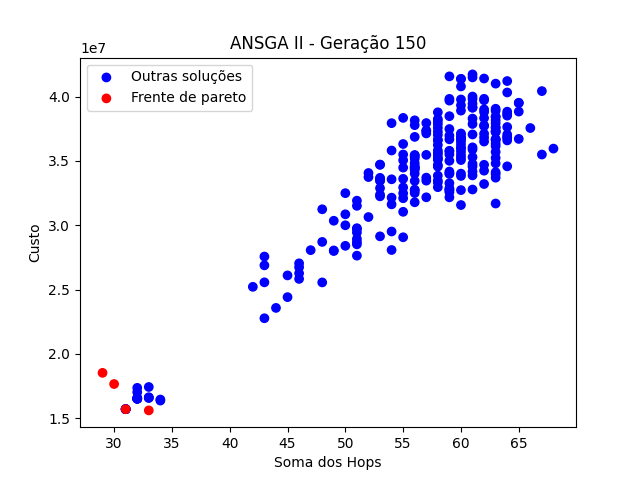 ANSGA II - Geração 150
1e7
Outras soluções
Frente de pareto
4.0
3.5
3.0
2.5
2.0
1.5
Custo
30 35 40 45 50 55 60 65
Soma dos Hops